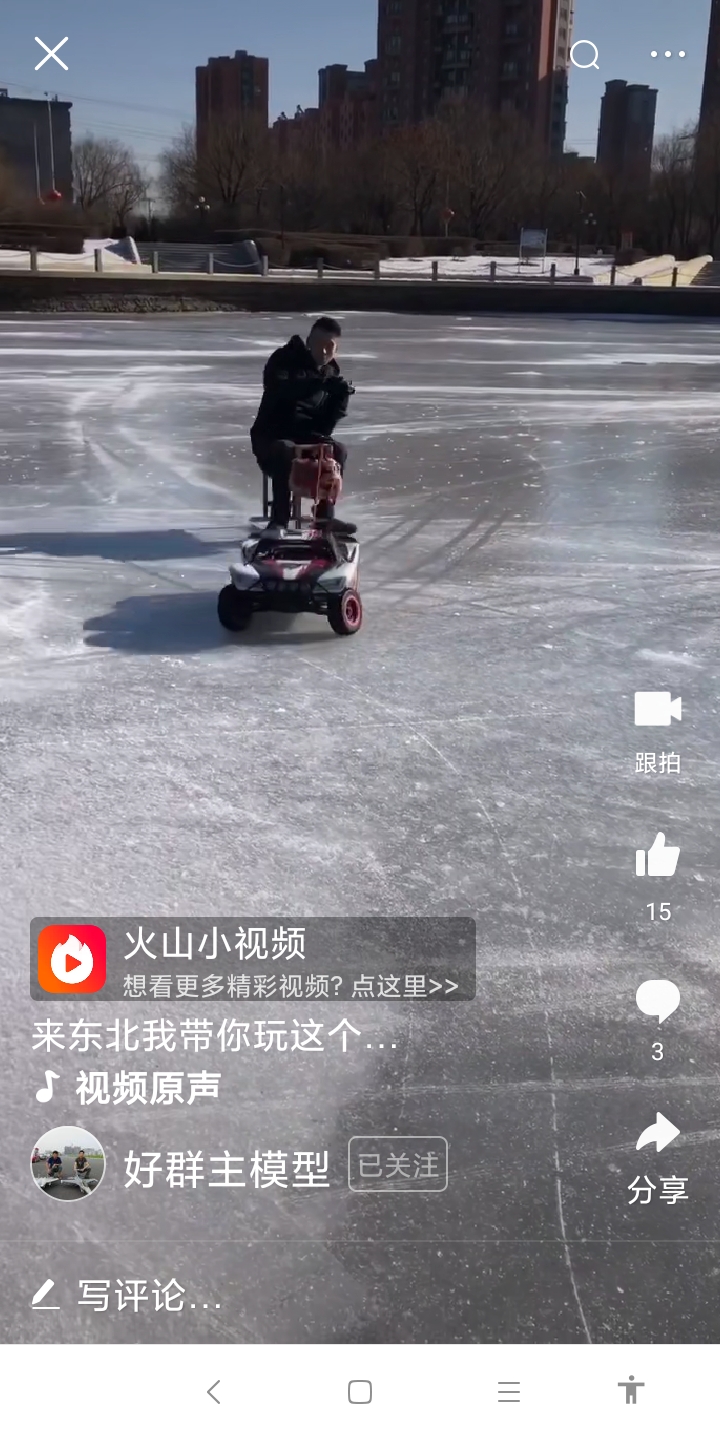 跟拍
15
火山小视频
想看更多精彩视频? 点这里>>
3
来东北我带你玩这个...
视频原声
好群主模型 已关注
分享
写评论...